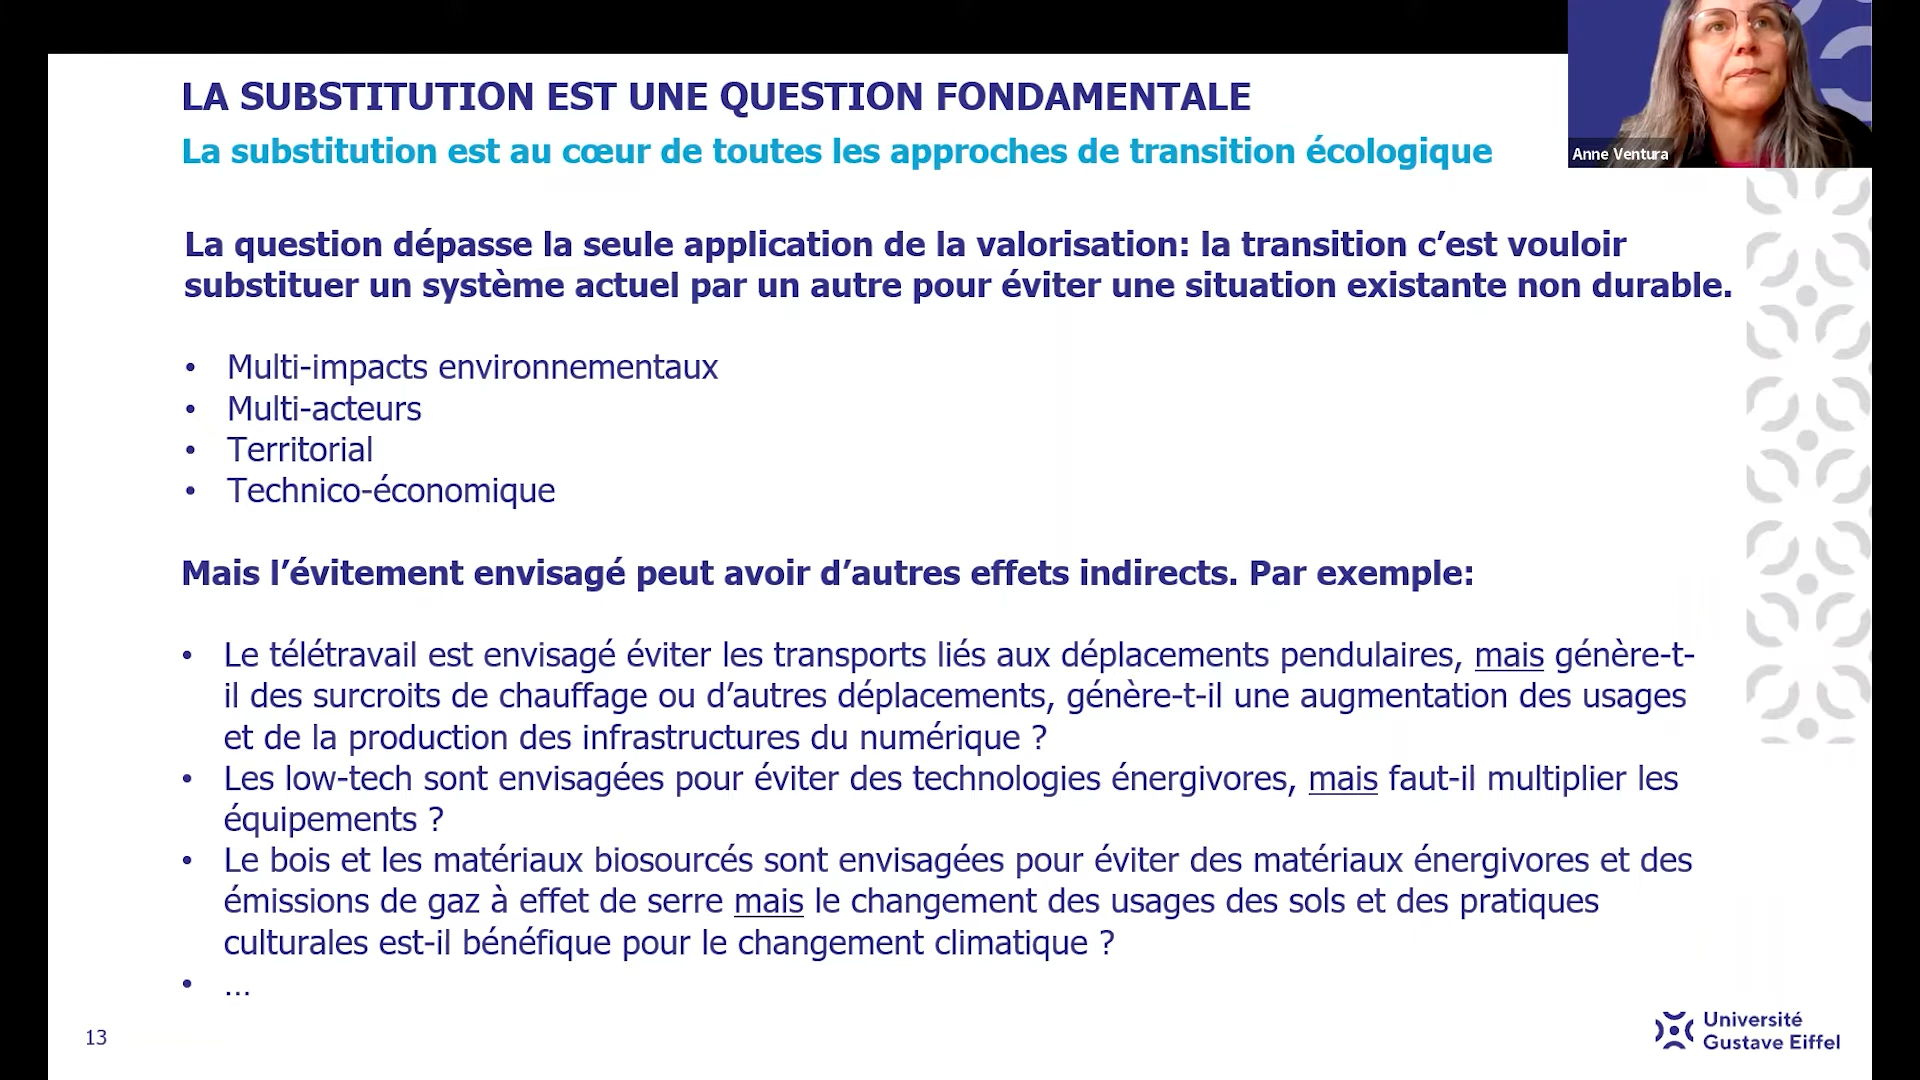 LA SUBSTITUTION EST UNE QUESTION FONDAMENTALE
La substitution est au cœur de toutes les approches de transition écologique
Anne Ventura
La question dépasse la seule application de la valorisation: la transition c’est vouloir
substituer un système actuel par un autre pour éviter une situation existante non durable.
• Multi-impacts environnementaux
• Multi-acteurs
• Territorial
• Technico-économique
Mais l’évitement envisagé peut avoir d’autres effets indirects. Par exemple:
• Le télétravail est envisagé éviter les transports liés aux déplacements pendulaires, mais génère-t-
il des surcroits de chauffage ou d’autres déplacements, génère-t-il une augmentation des usages
et de la production des infrastructures du numérique ?
• Les low-tech sont envisagées pour éviter des technologies énergivores, mais faut-il multiplier les
équipements ?
• Le bois et les matériaux biosourcés sont envisagées pour éviter des matériaux énergivores et des
émissions de gaz à effet de serre mais le changement des usages des sols et des pratiques
culturales est-il bénéfique pour le changement climatique ?
• …
13
Université
Gustave Eiffel